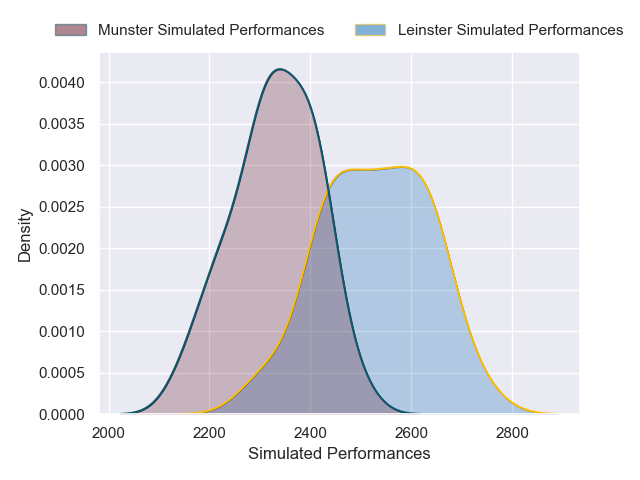 Munster Simulated Performances Leinster Simulated Performances
0.0040
0.0035
0.0030
0.0025
0.0020
0.0015
0.0010
0.0005
0.0000
Density
2000 2200 2400 2600 2800
Simulated Performances